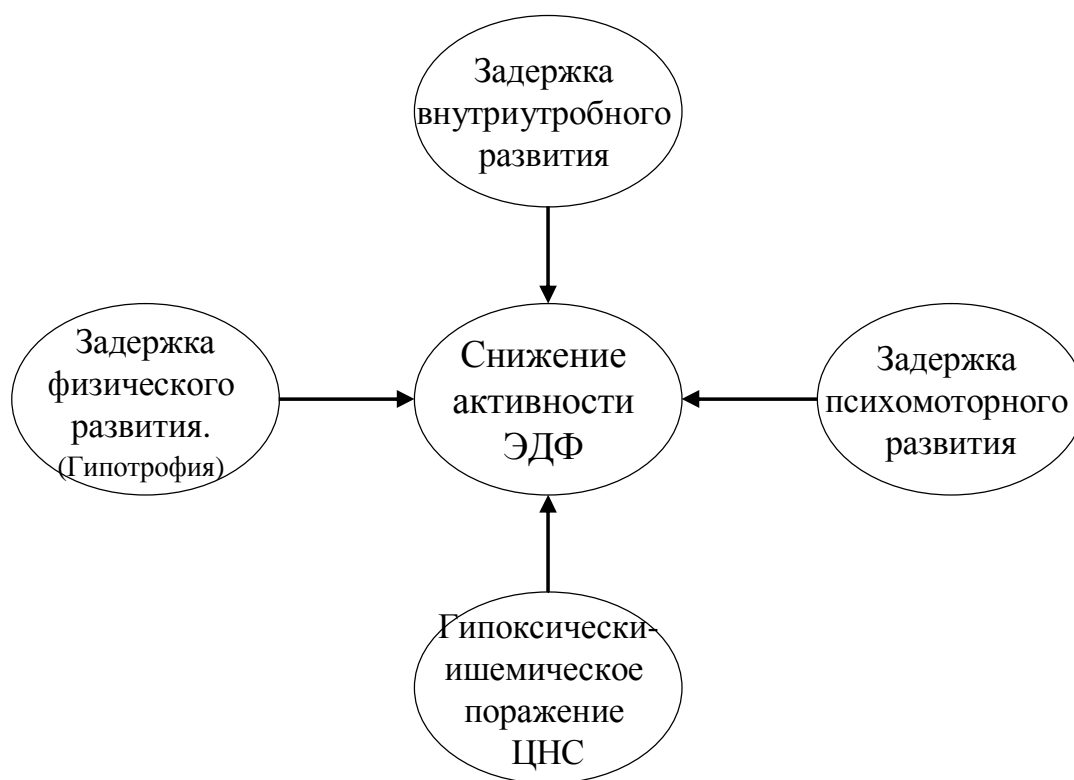 Задержка
внутриутробного
развития
Задержка
физического
развития.
(Гипотрофия)
Снижение
активности
ЭДФ
Задержка
психомоторного
развития
Гипоксически-
ишемическое
поражение
ЦНС